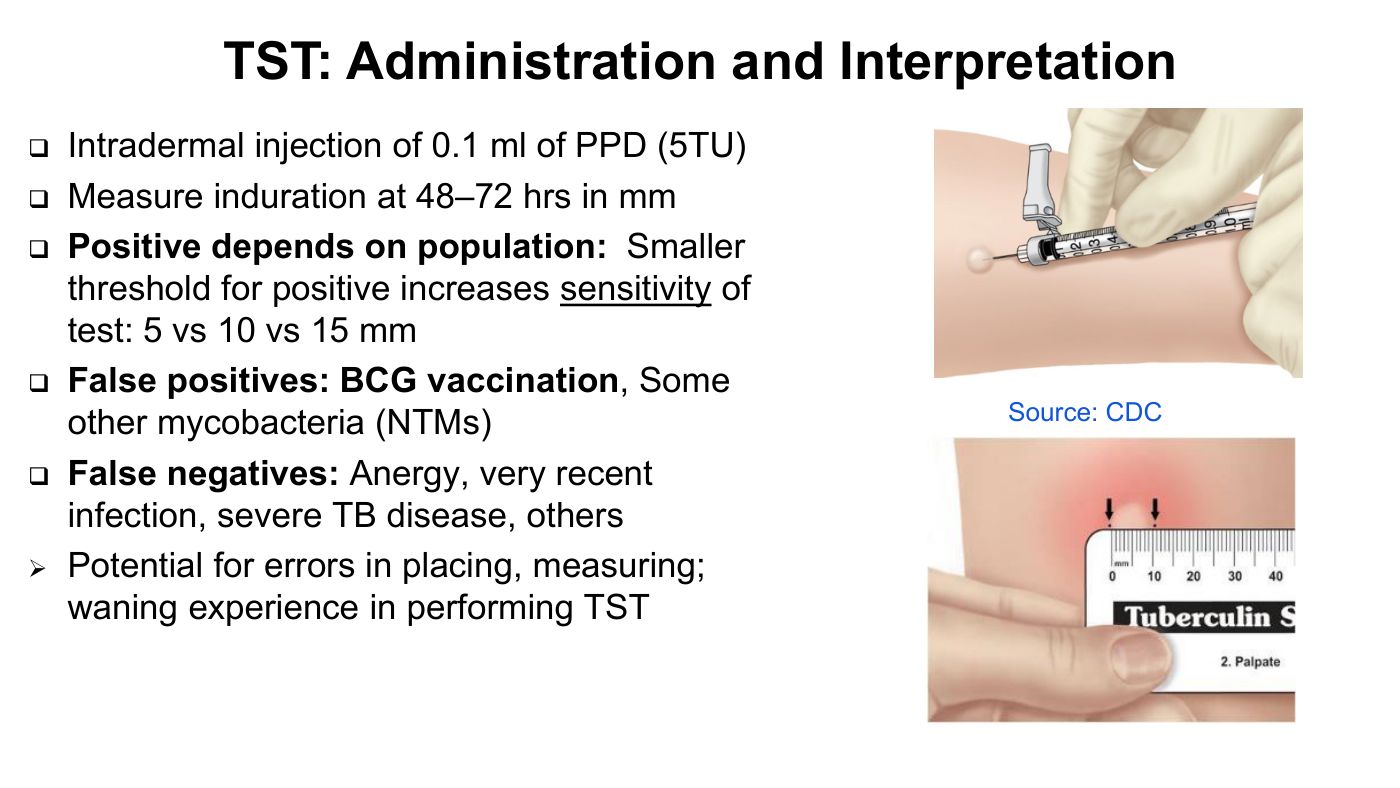 TST: Administration and Interpretation
❑ Intradermal injection of 0.1 ml of PPD (5TU)
❑ Measure induration at 48–72 hrs in mm
❑ Positive depends on population:  Smaller
threshold for positive increases sensitivity of
test: 5 vs 10 vs 15 mm
❑ False positives: BCG vaccination, Some
other mycobacteria (NTMs)
❑ False negatives: Anergy, very recent
infection, severe TB disease, others
➢ Potential for errors in placing, measuring;
waning experience in performing TST
Source: CDC
mm
0 10 20 30 40
Tuberculin S
2. Palpate